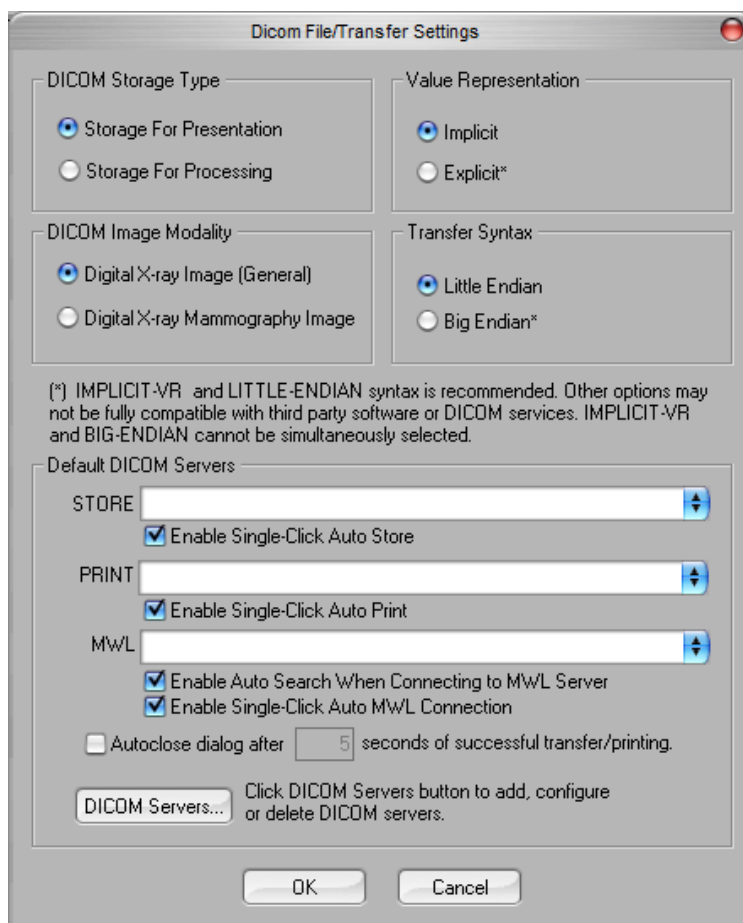 Dicom File/Transfer Settings
DICOM Storage Type
Storage For Presentation
Storage For Processing
Value Representation
Implicit
Explicit*
DICOM Image Modality
Digital X-ray Image (General)
Digital X-ray Mammography Image
Transfer Syntax
Little Endian
Big Endian*
(*) IMPLICIT-VR and LITTLE-ENDIAN syntax is recommended. Other options may
not be fully compatible with third party software or DICOM services. IMPLICIT-VR
and BIG-ENDIAN cannot be simultaneously selected.
Default DICOM Servers
STORE
Enable Single-Click Auto Store
PRINT
Enable Single-Click Auto Print
MWL
Enable Auto Search When Connecting to MWL Server
Enable Single-Click Auto MWL Connection
Autoclose dialog after 5 seconds of successful transfer/printing.
DICOM Servers...
Click DICOM Servers button to add, configure
or delete DICOM servers.
OK
Cancel